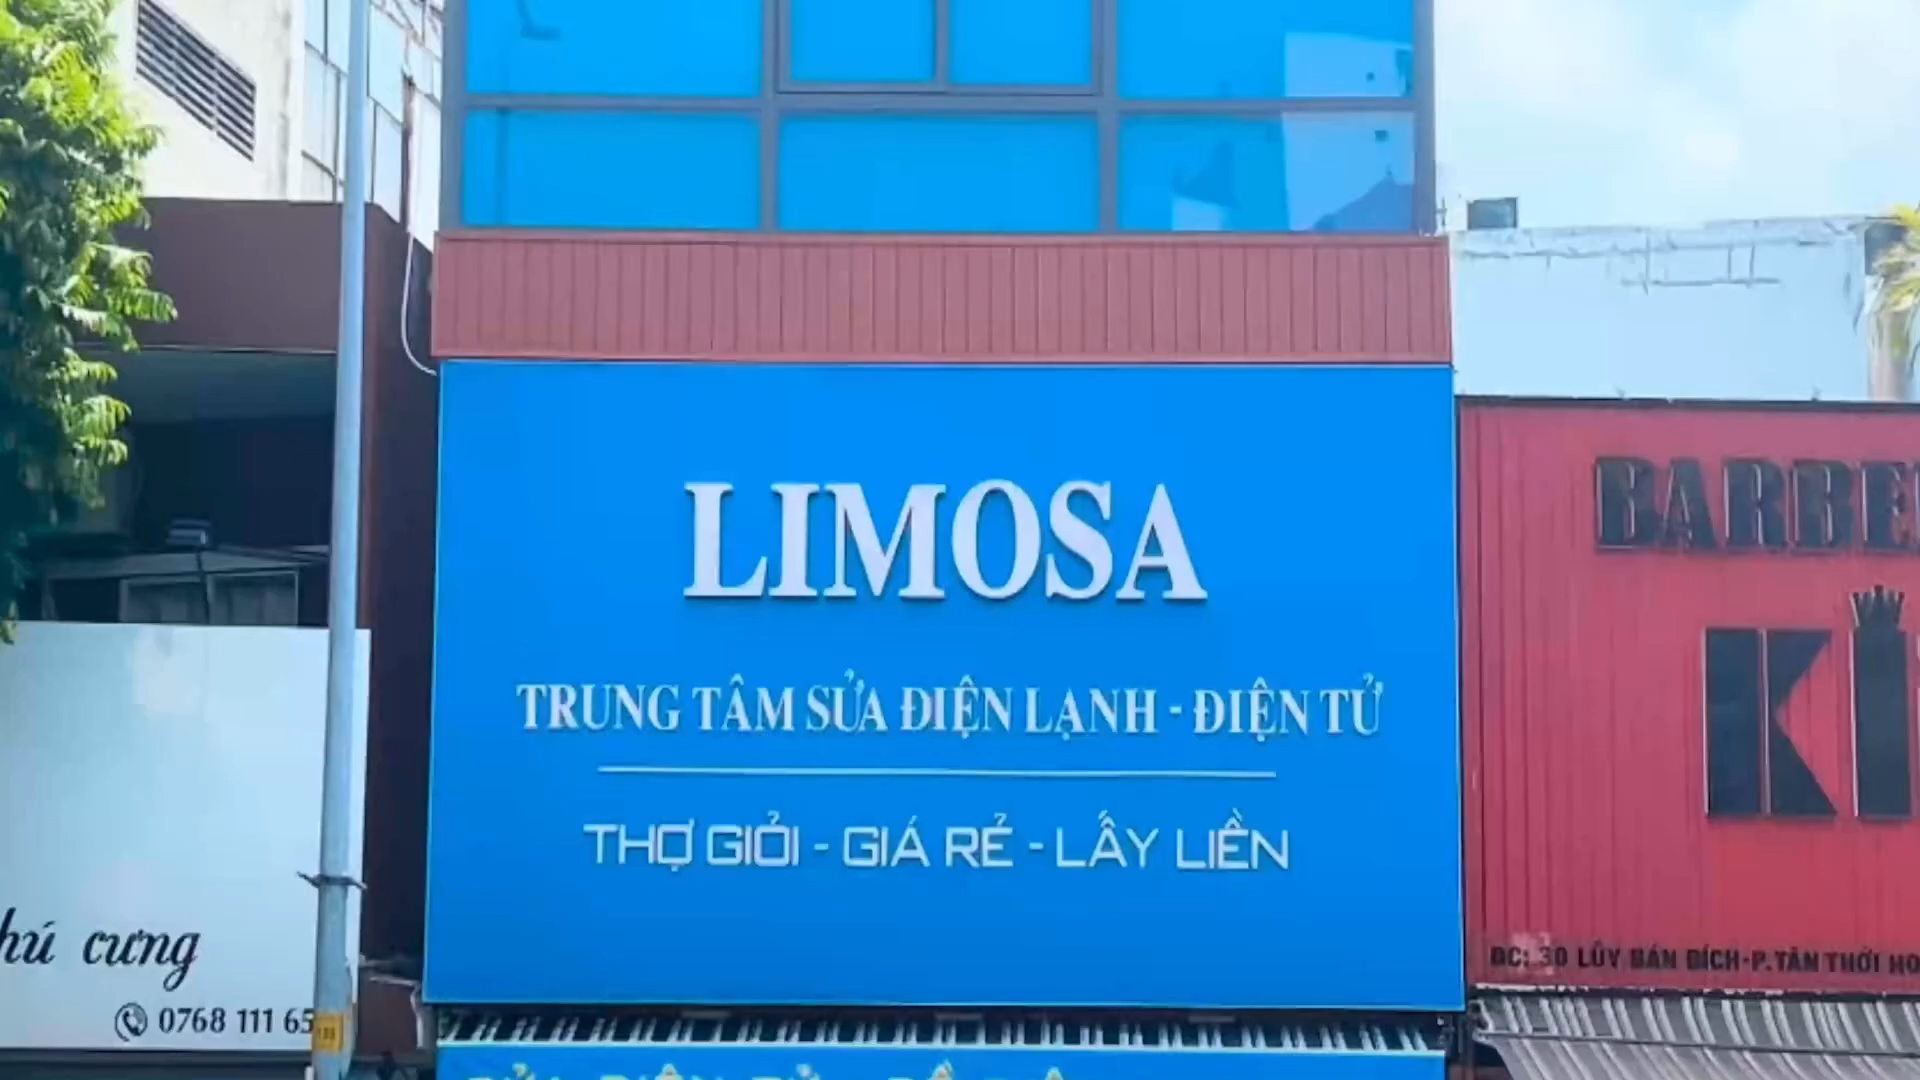 LIMOSA
TRUNG TÂM SỬA ĐIỆN LẠNH - ĐIỆN TỬ
THỢ GIỎI - GIÁ RẺ - LẤY LIỀN
cưng
0768 111 65
BARBE
KI
ĐC: 30 LŨY BÁN BÍCH-P.TÂN THỚI HO